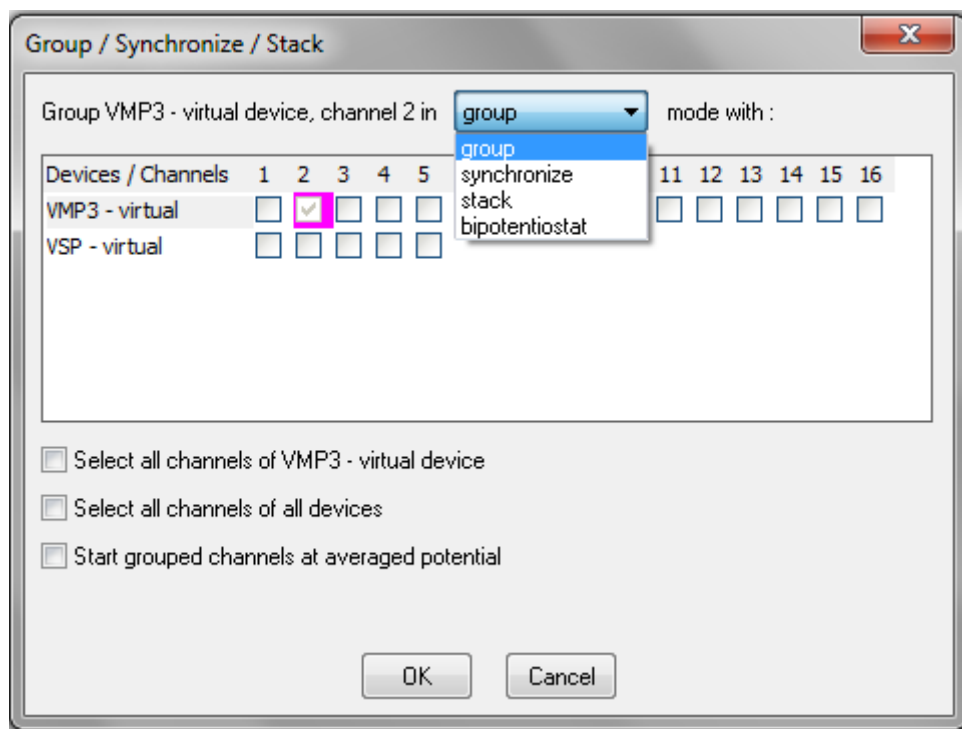 Group / Synchronize / Stack
Group VMP3 - virtual device, channel 2 in group mode with :
group
synchronize
stack
bipotentiostat
Devices / Channels 1 2 3 4 5 11 12 13 14 15 16
VMP3 - virtual
VSP - virtual
Select all channels of VMP3 - virtual device
Select all channels of all devices
Start grouped channels at averaged potential
OK Cancel